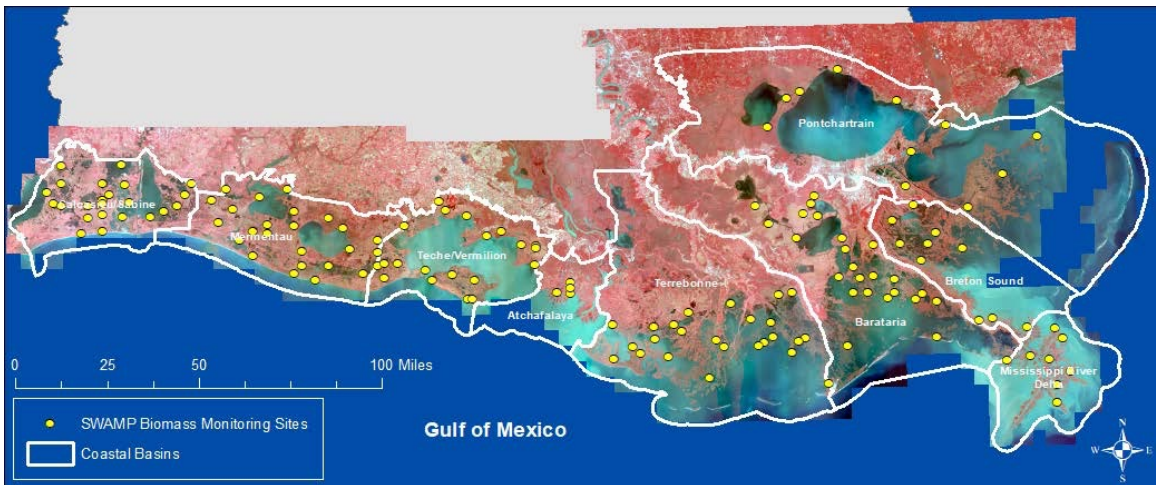 Pontchartrain
Calcasieu/Sabine
Mermentau
Teche/Vermilion
Terrebonne
Breton Sound
Atchafalaya
Barataria
0 25 50 100 Miles
Mississippi River
Delta
SWAMP Biomass Monitoring Sites
Gulf of Mexico
Coastal Basins
N
W E
S